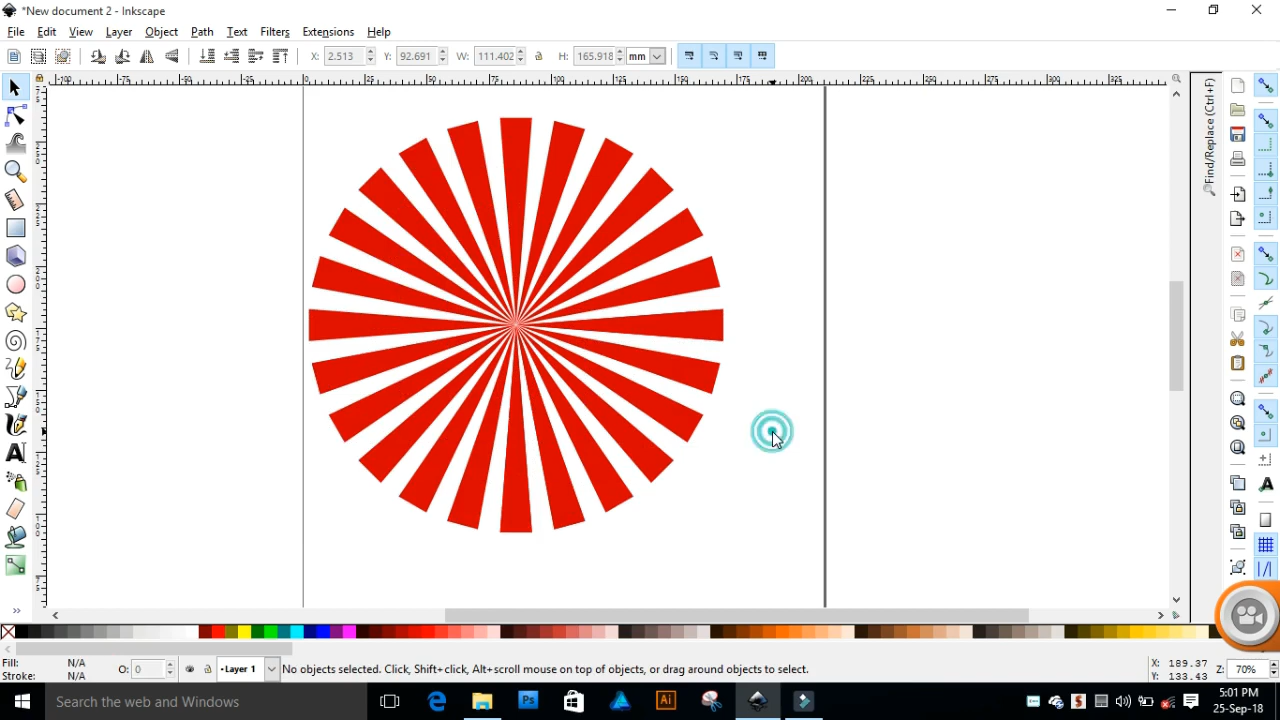 *New document 2 - Inkscape
File Edit View Layer Object Path Text Filters Extensions Help
X: 2.513 Y: 92.691 W: 111.402 H: 165.918 mm
Find/Replace (Ctrl+F)
Fill: N/A O: 0 •Layer 1 No objects selected. Click, Shift+click, Alt+scroll mouse on top of objects, or drag around objects to select. X: 189.37 Z: 70%
Stroke: N/A Y: 133.43
Search the web and Windows
Ps
Ai
5:01 PM
25-Sep-18